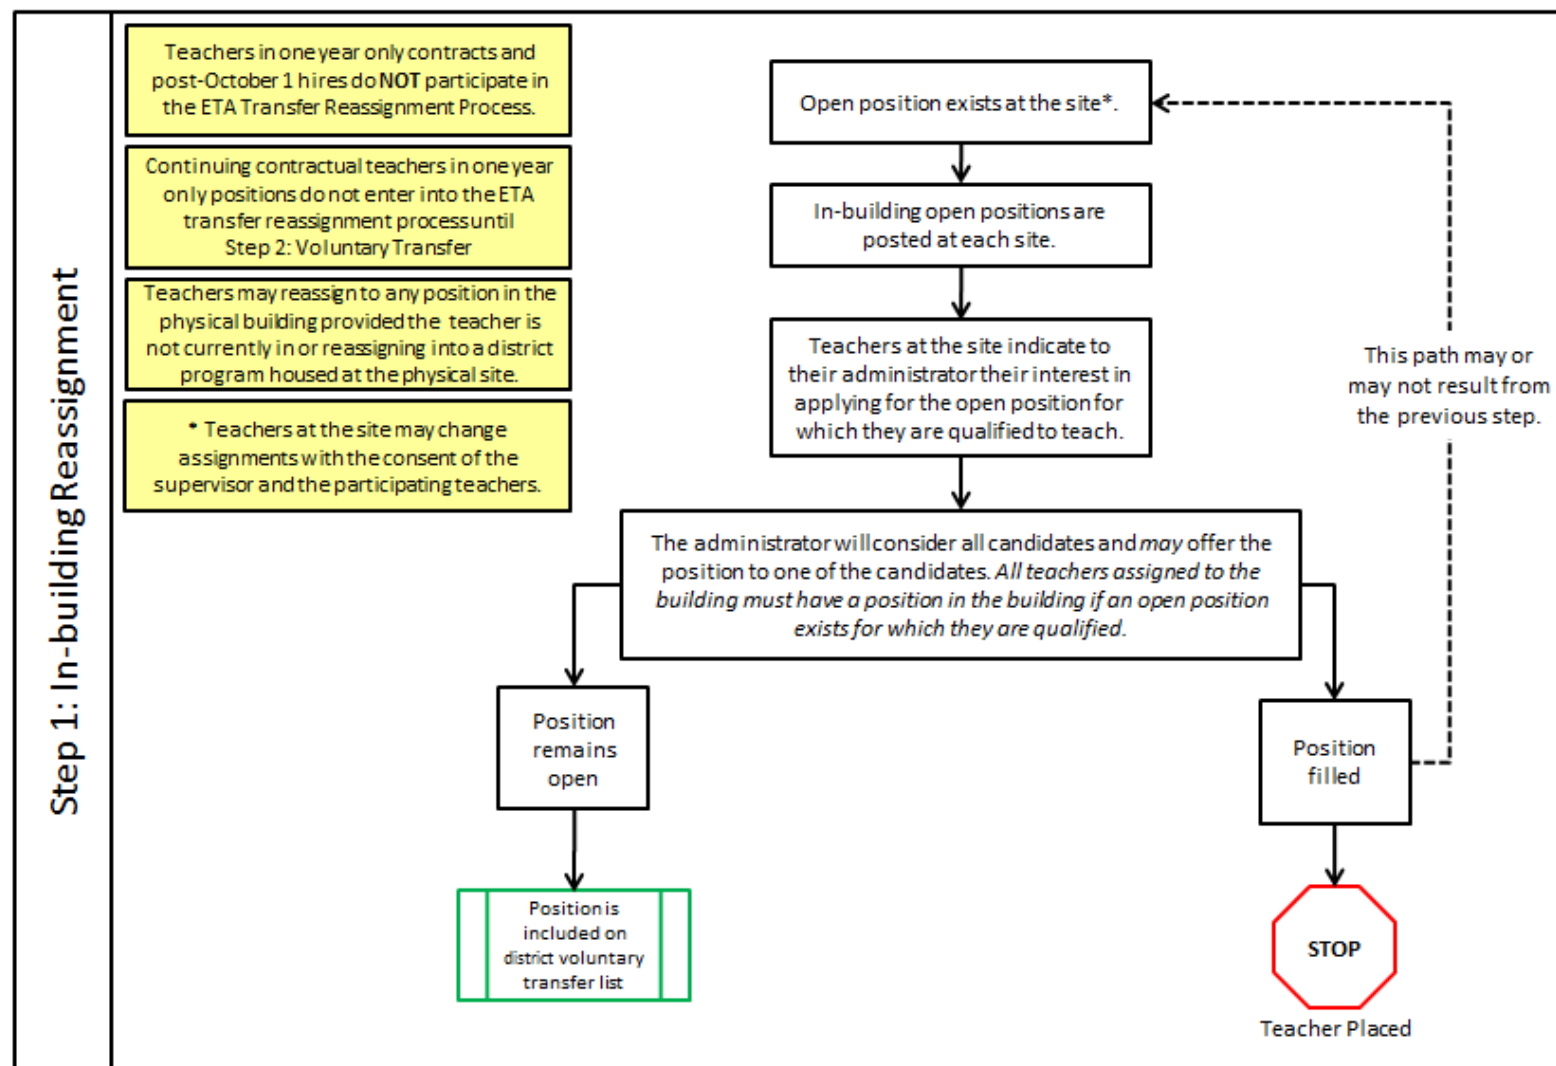 Step 1: In-building Reassignment
Teachers in one year only contracts and
post-October 1 hires do NOT participate in
the ETA Transfer Reassignment Process.
Continuing contractual teachers in one year
only positions do not enter into the ETA
transfer reassignment process until
Step 2: Voluntary Transfer
Teachers may reassign to any position in the
physical building provided the teacher is
not currently in or reassigning into a district
program housed at the physical site.
* Teachers at the site may change
assignments with the consent of the
supervisor and the participating teachers.
Open position exists at the site*.
In-building open positions are
posted at each site.
Teachers at the site indicate to
their administrator their interest in
applying for the open position for
which they are qualified to teach.
This path may or
may not result from
the previous step.
The administrator will consider all candidates and may offer the
position to one of the candidates. All teachers assigned to the
building must have a position in the building if an open position
exists for which they are qualified.
Position
remains
open
Position
filled
Position is
included on
district voluntary
transfer list
STOP
Teacher Placed